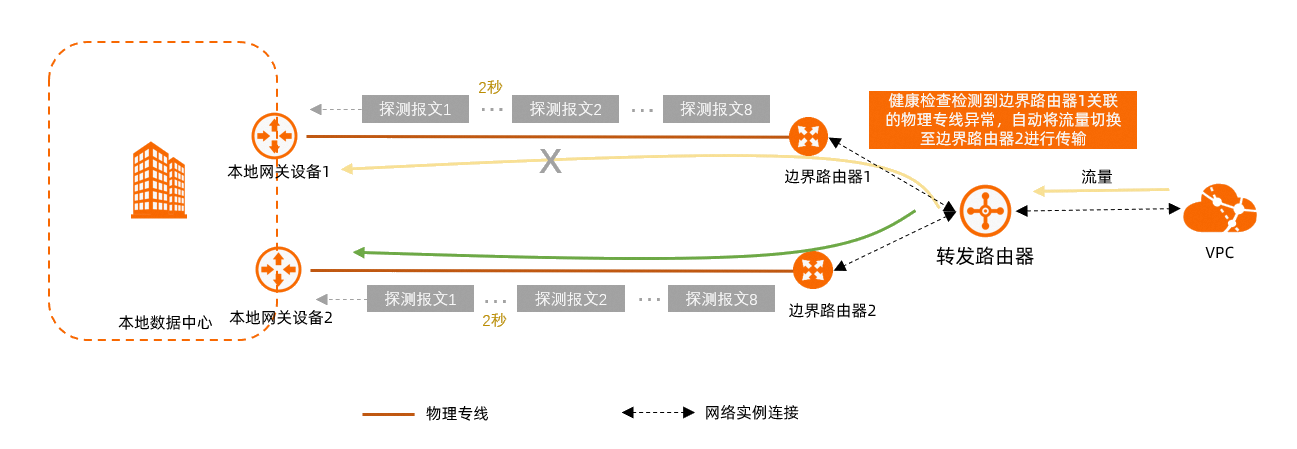 2秒
探测报文1 ... 探测报文2 ... 探测报文8
健康检查检测到边界路由器1关联
的物理专线异常，自动将流量切换
至边界路由器2进行传输
本地网关设备1
X
边界路由器1
流量
转发路由器
VPC
探测报文1 ... 探测报文2 ... 探测报文8
2秒
边界路由器2
本地网关设备2
本地数据中心
物理专线
网络实例连接